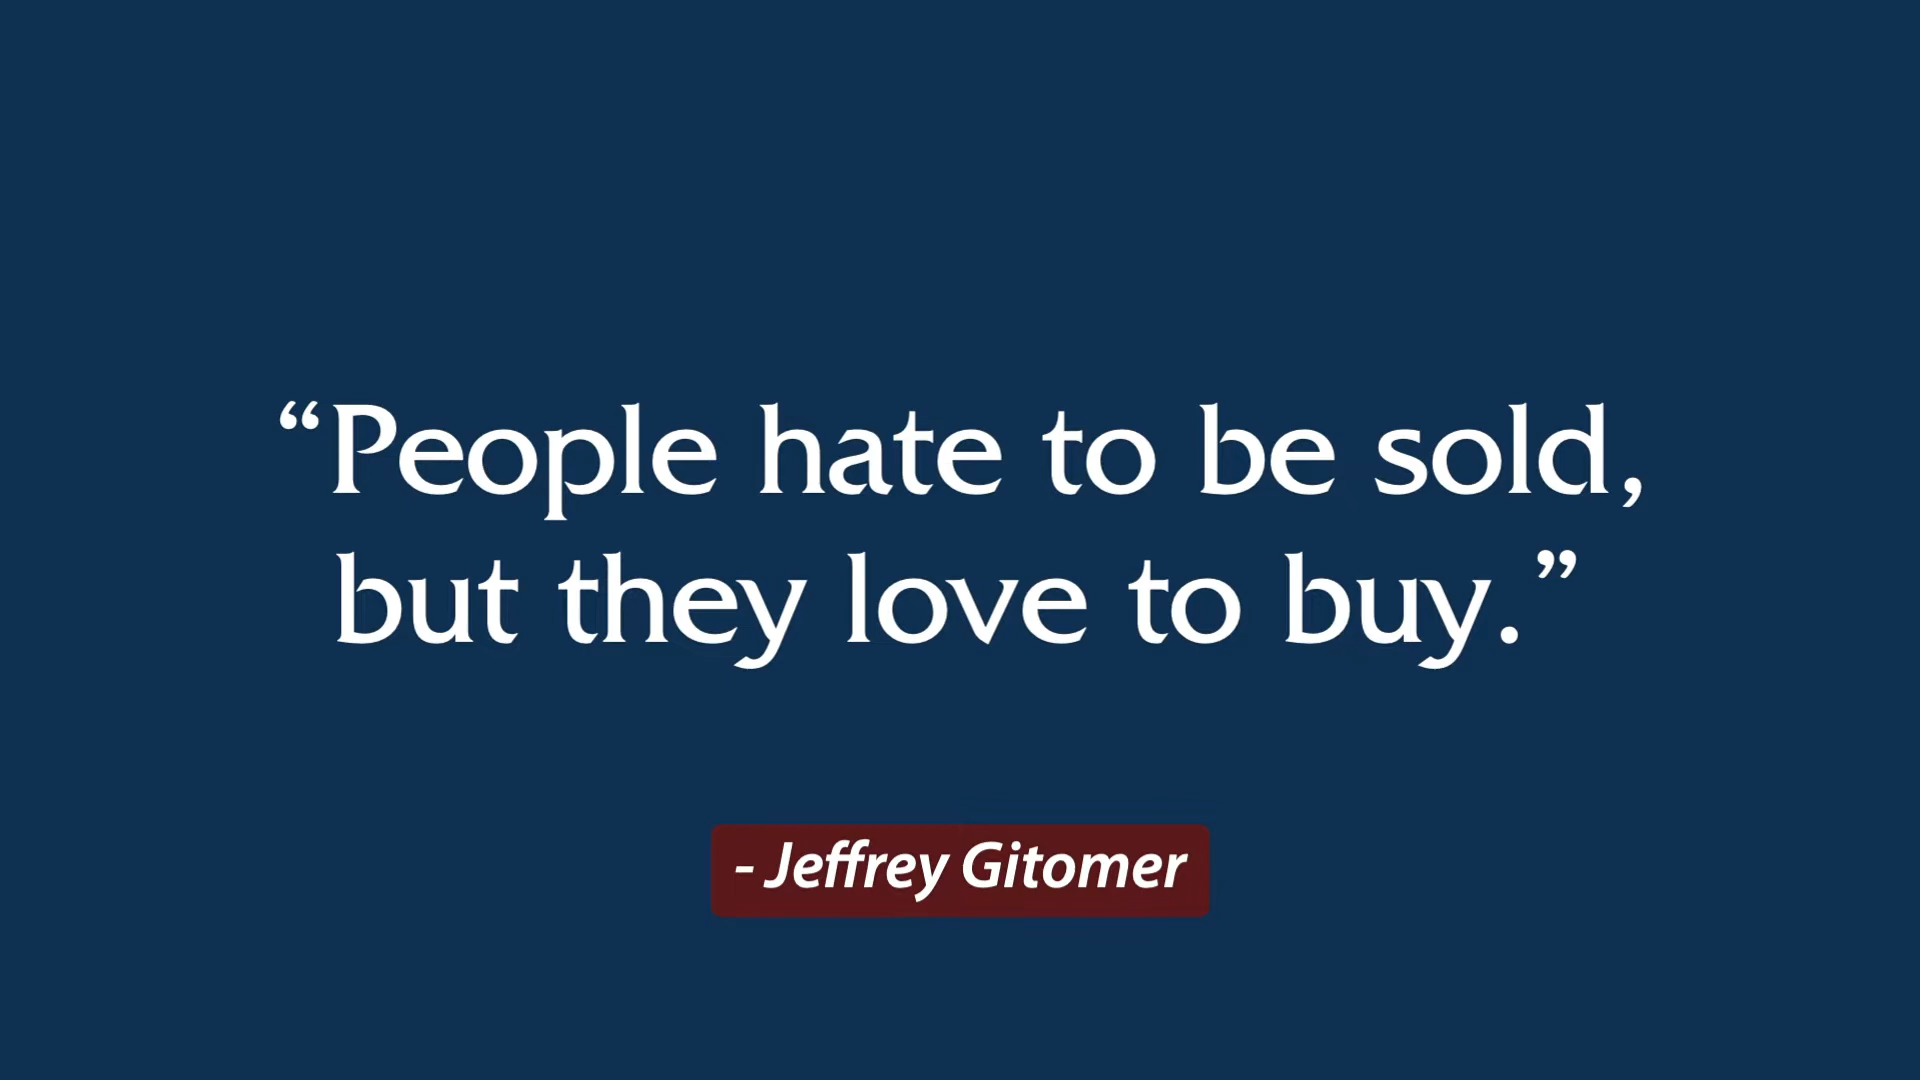 “People hate to be sold,
but they love to buy.”
- Jeffrey Gitomer